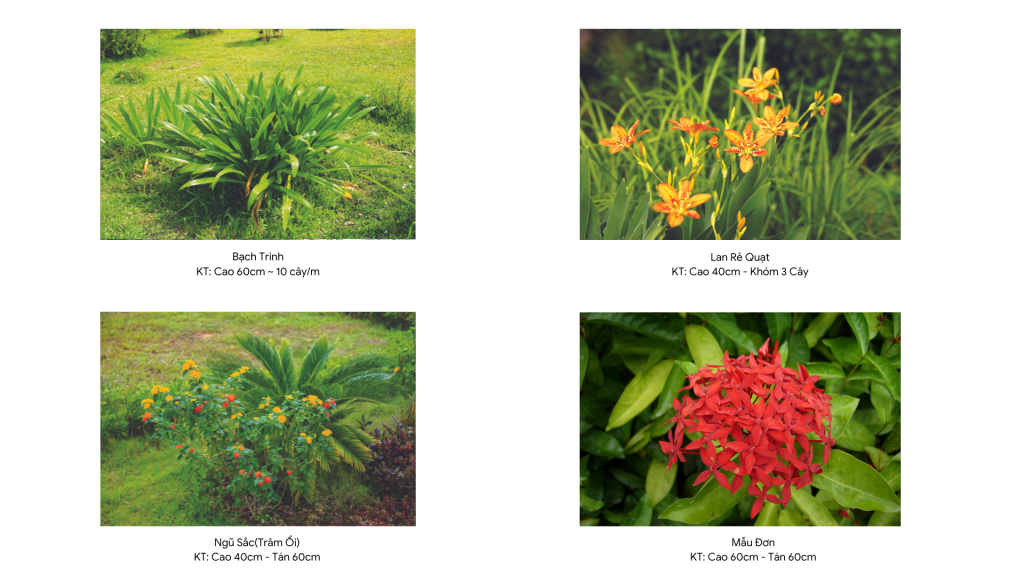 Bạch Trinh
KT: Cao 60cm ~ 10 cây/m
Lan Rẻ Quạt
KT: Cao 40cm - Khóm 3 Cây
Ngũ Sắc(Trâm Ổi)
KT: Cao 40cm - Tán 60cm
Mẫu Đơn
KT: Cao 60cm - Tán 60cm